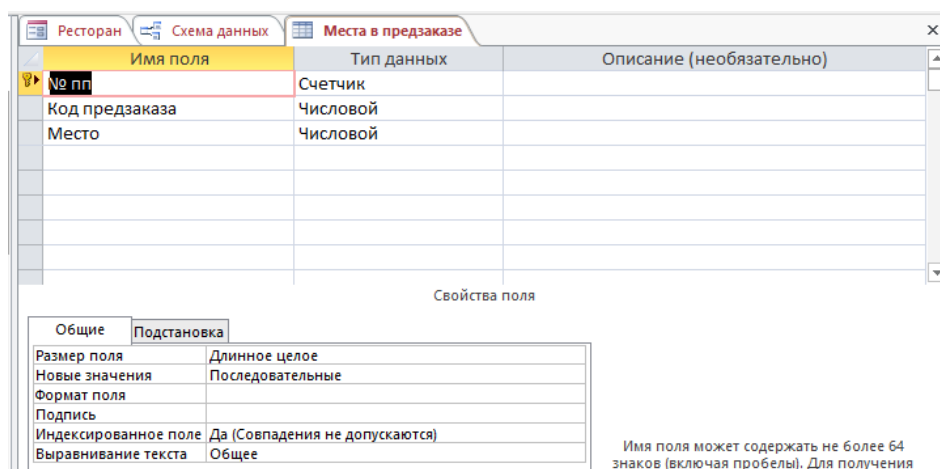 Ресторан Схема данных Места в предзаказе
Имя поля Тип данных Описание (необязательно)
№ пп Счетчик
Код предзаказа Числовой
Место Числовой
Свойства поля
Общие Подстановка
Размер поля Длинное целое
Новые значения Последовательные
Формат поля
Подпись
Индексированное поле Да (Совпадения не допускаются)
Выравнивание текста Общее
Имя поля может содержать не более 64
знаков (включая пробелы). Для получения